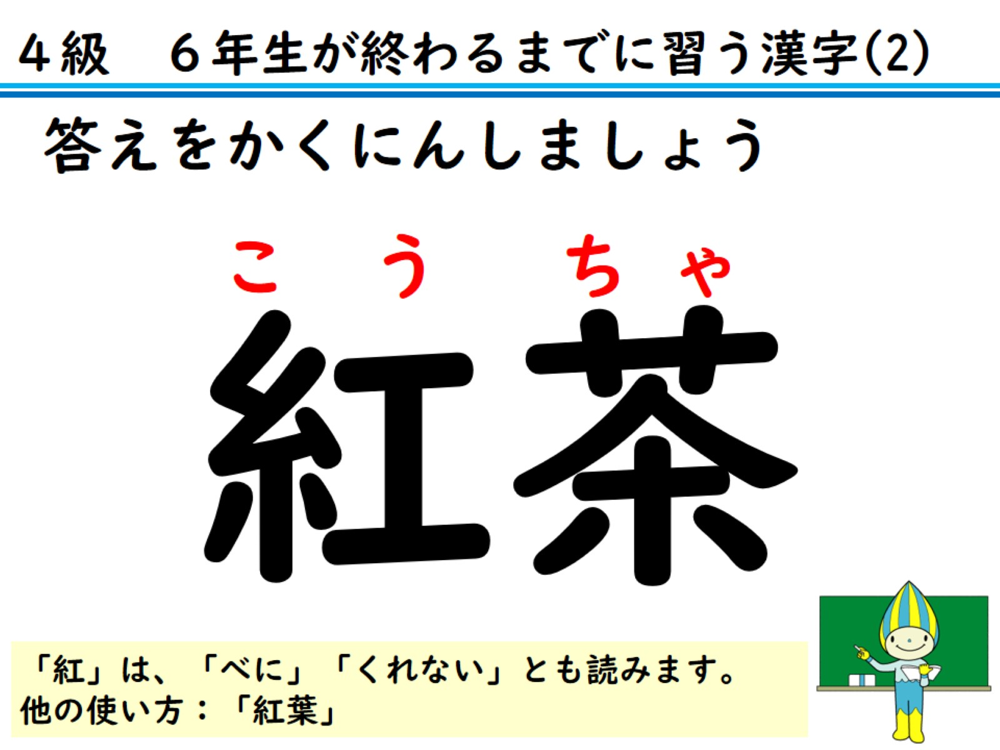 ４級　６年生が終わるまでに習う漢字(2)
答えをかくにんしましょう
こうちゃ
紅茶
「紅」は、「べに」「くれない」とも読みます。
他の使い方：「紅葉」